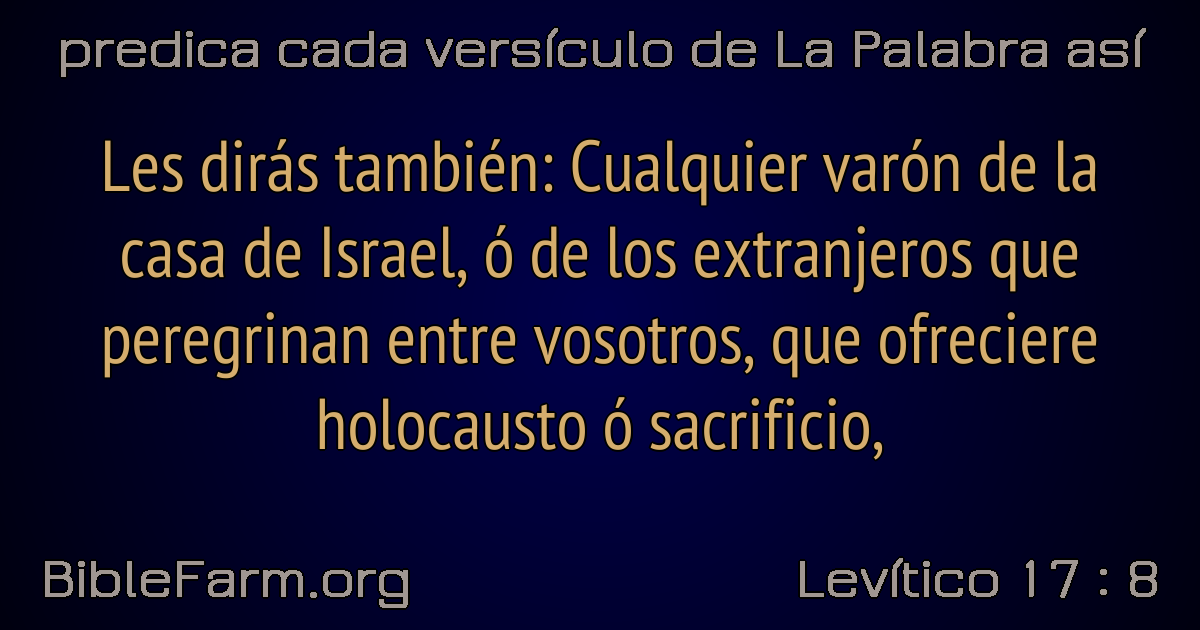 predica cada versículo de La Palabra así
Les dirás también: Cualquier varón de la
casa de Israel, ó de los extranjeros que
peregrinan entre vosotros, que ofreciere
holocausto ó sacrificio,
BibleFarm.org
Levítico 17 : 8